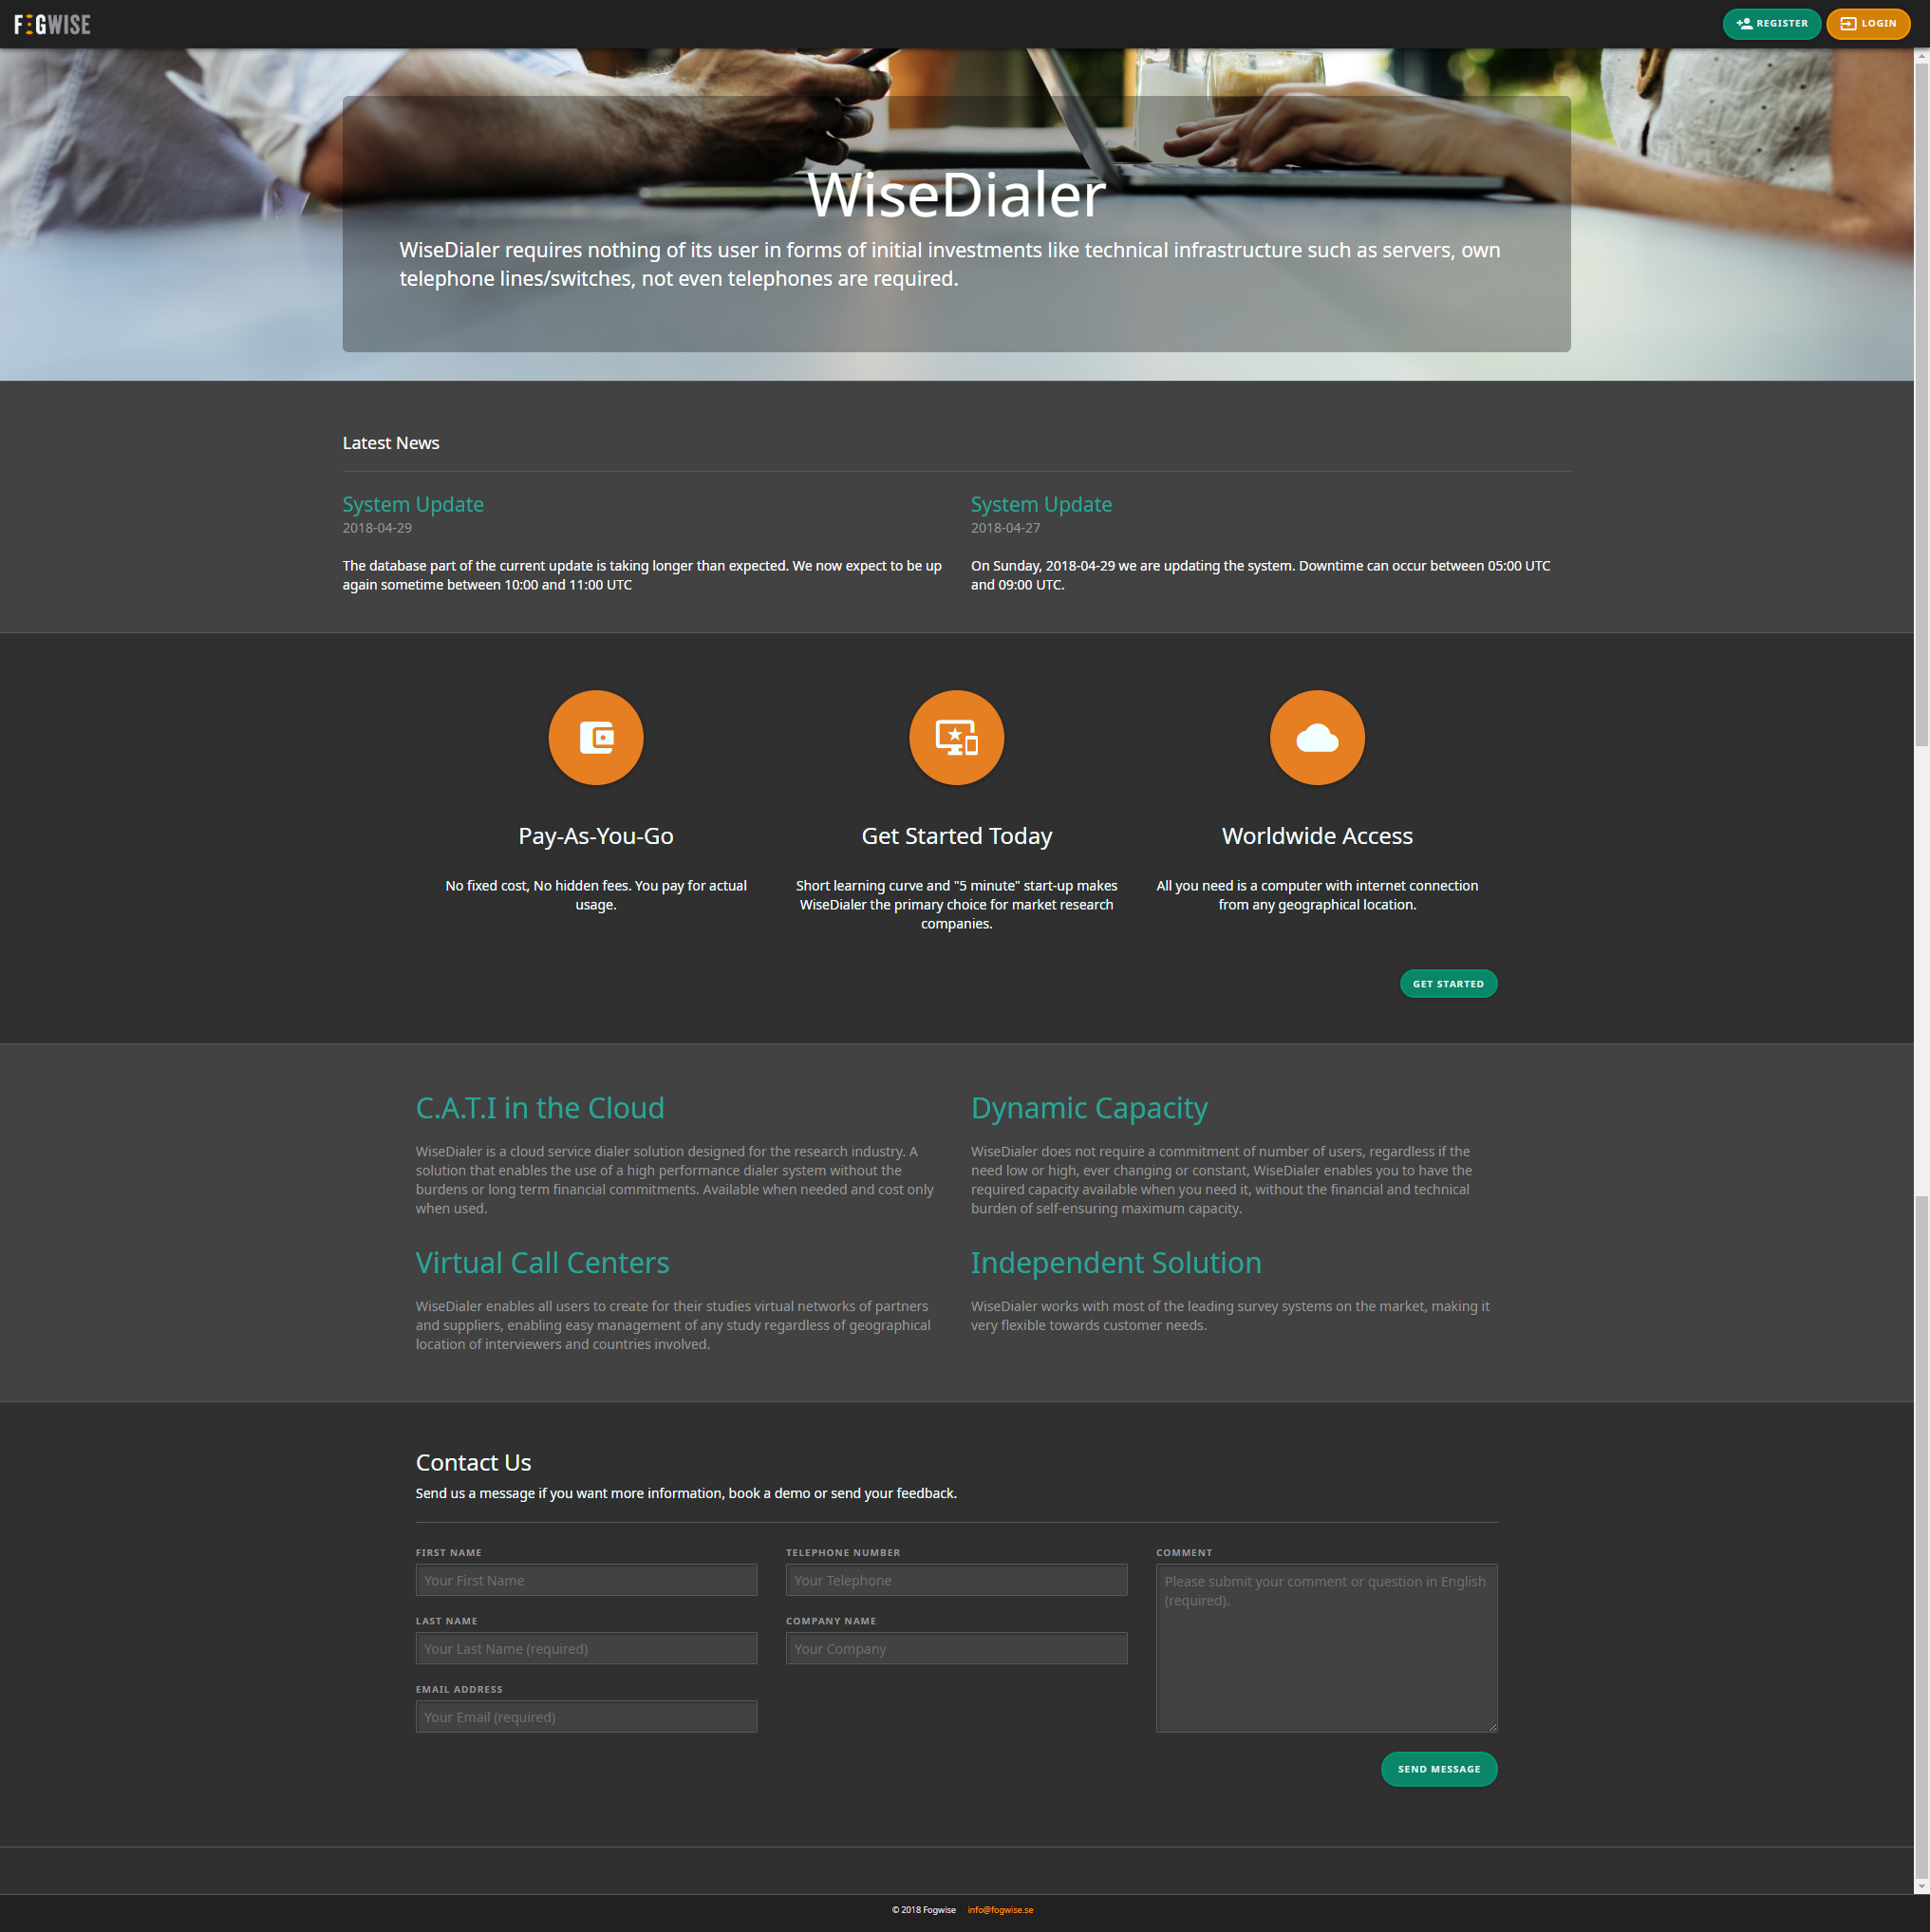 FOGWISE
REGISTER
LOGIN
WiseDialer
WiseDialer requires nothing of its user in forms of initial investments like technical infrastructure such as servers, own
telephone lines/switches, not even telephones are required.
Latest News
System Update
2018-04-29
The database part of the current update is taking longer than expected. We now expect to be up
again sometime between 10:00 and 11:00 UTC
System Update
2018-04-27
On Sunday, 2018-04-29 we are updating the system. Downtime can occur between 05:00 UTC
and 09:00 UTC.
Pay-As-You-Go
No fixed cost, No hidden fees. You pay for actual
usage.
Get Started Today
Short learning curve and "5 minute" start-up makes
WiseDialer the primary choice for market research
companies.
Worldwide Access
All you need is a computer with internet connection
from any geographical location.
GET STARTED
C.A.T.I in the Cloud
WiseDialer is a cloud service dialer solution designed for the research industry. A
solution that enables the use of a high performance dialer system without the
burdens or long term financial commitments. Available when needed and cost only
when used.
Dynamic Capacity
WiseDialer does not require a commitment of number of users, regardless if the
need low or high, ever changing or constant, WiseDialer enables you to have the
required capacity available when you need it, without the financial and technical
burden of self-ensuring maximum capacity.
Virtual Call Centers
WiseDialer enables all users to create for their studies virtual networks of partners
and suppliers, enabling easy management of any study regardless of geographical
location of interviewers and countries involved.
Independent Solution
WiseDialer works with most of the leading survey systems on the market, making it
very flexible towards customer needs.
Contact Us
Send us a message if you want more information, book a demo or send your feedback.
FIRST NAME
Your First Name
LAST NAME
Your Last Name (required)
EMAIL ADDRESS
Your Email (required)
TELEPHONE NUMBER
Your Telephone
COMPANY NAME
Your Company
COMMENT
Please submit your comment or question in English
(required).
SEND MESSAGE
© 2018 Fogwise info@fogwise.se